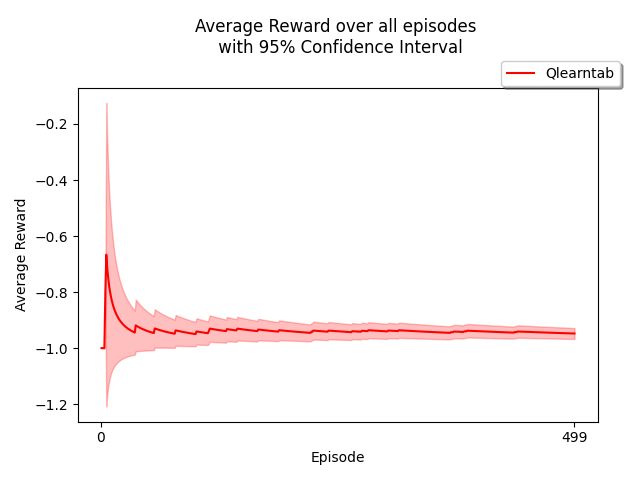 Average Reward over all episodes
with 95% Confidence Interval
Qlearntab
−0.2
−0.4
−0.6
−0.8
−1.0
−1.2
Average Reward
0
499
Episode